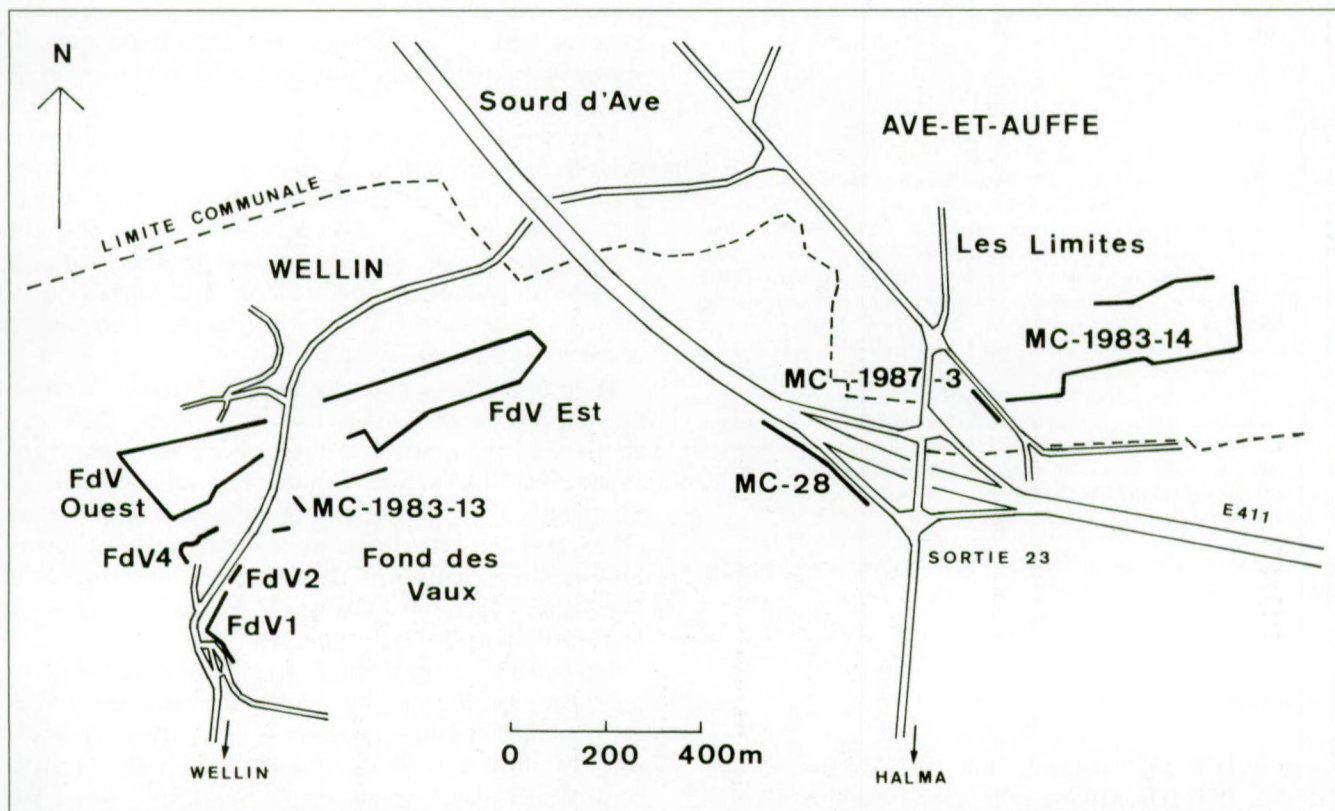 N
Sourd d'Ave
AVE-ET-AUFFE
LIMITE COMMUNALE
WELLIN
Les Limites
MC-1983-14
MC-1987-3
FdV Est
FdV
Ouest
MC-28
MC-1983-13
E411
FdV4
Fond des
Vaux
SORTIE 23
FdV2
FdV1
0 200 400m
WELLIN
HALMA